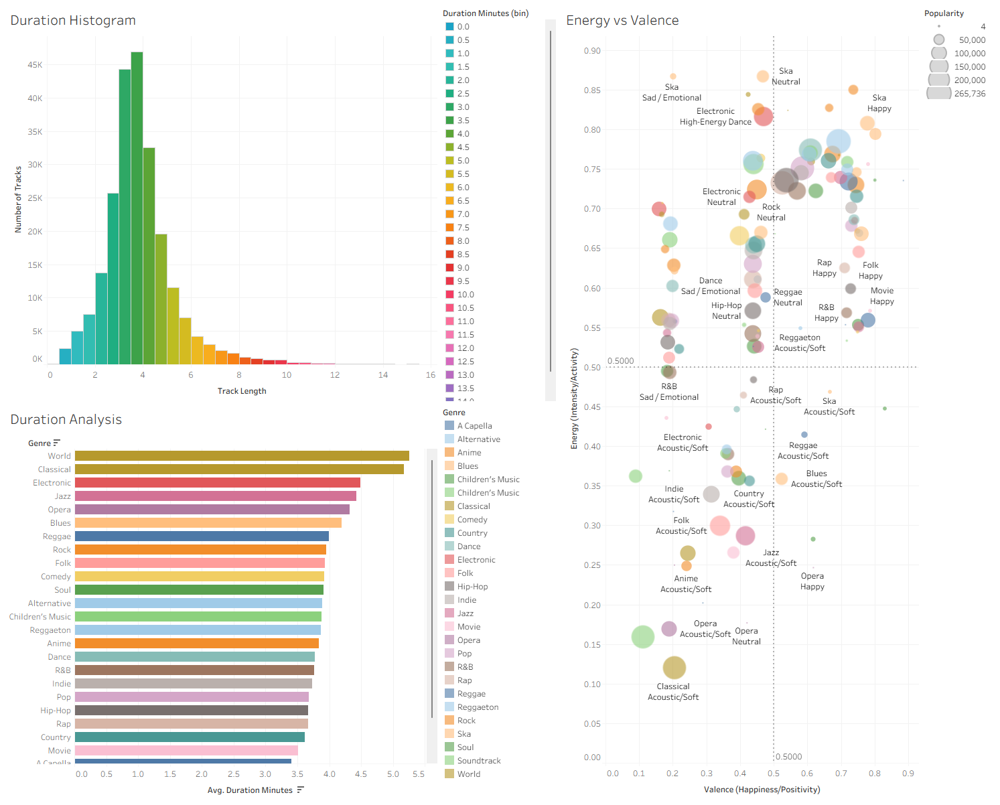 Duration Histogram
45K
40K
35K
30K
25K
20K
15K
10K
5K
0K
Number of Tracks
0
2
4
6
8
10
12
14
16
Track Length
Duration Minutes (bin)
0.0
0.5
1.0
1.5
2.0
2.5
3.0
3.5
4.0
4.5
5.0
5.5
6.0
6.5
7.0
7.5
8.0
8.5
9.0
9.5
10.0
10.5
11.0
11.5
12.0
12.5
13.0
13.5
14.0
Duration Analysis
Genre
World
Classical
Electronic
Jazz
Opera
Blues
Reggae
Rock
Folk
Comedy
Soul
Alternative
Children's Music
Reggaeton
Anime
Dance
R&B
Indie
Pop
Hip-Hop
Rap
Country
Movie
A Capella
0.0
0.5
1.0
1.5
2.0
2.5
3.0
3.5
4.0
4.5
5.0
5.5
Avg. Duration Minutes
Genre
A Capella
Alternative
Anime
Blues
Children's Music
Children’s Music
Classical
Comedy
Country
Dance
Electronic
Folk
Hip-Hop
Indie
Jazz
Movie
Opera
Pop
R&B
Rap
Reggae
Reggaeton
Rock
Ska
Soul
Soundtrack
World
Energy vs Valence
Popularity
4
50,000
100,000
150,000
200,000
265,736
0.90
0.85
0.80
0.75
0.70
0.65
0.60
0.55
0.50
0.45
0.40
0.35
0.30
0.25
0.20
0.15
0.10
0.05
0.00
Energy (Intensity/Activity)
Ska
Neutral
Ska
Sad / Emotional
Ska
Happy
Electronic
High-Energy Dance
Electronic
Neutral
Rock
Neutral
Rap
Happy
Folk
Happy
Dance
Sad / Emotional
Reggae
Neutral
Movie
Happy
Hip-Hop
Neutral
R&B
Happy
Reggaeton
Acoustic/Soft
0.5000
R&B
Sad / Emotional
Rap
Acoustic/Soft
Ska
Acoustic/Soft
Electronic
Acoustic/Soft
Reggae
Acoustic/Soft
Blues
Acoustic/Soft
Indie
Acoustic/Soft
Country
Acoustic/Soft
Folk
Acoustic/Soft
Jazz
Acoustic/Soft
Anime
Acoustic/Soft
Opera
Happy
Opera
Acoustic/Soft
Opera
Neutral
Classical
Acoustic/Soft
0.5000
0.0
0.1
0.2
0.3
0.4
0.5
0.6
0.7
0.8
0.9
Valence (Happiness/Positivity)